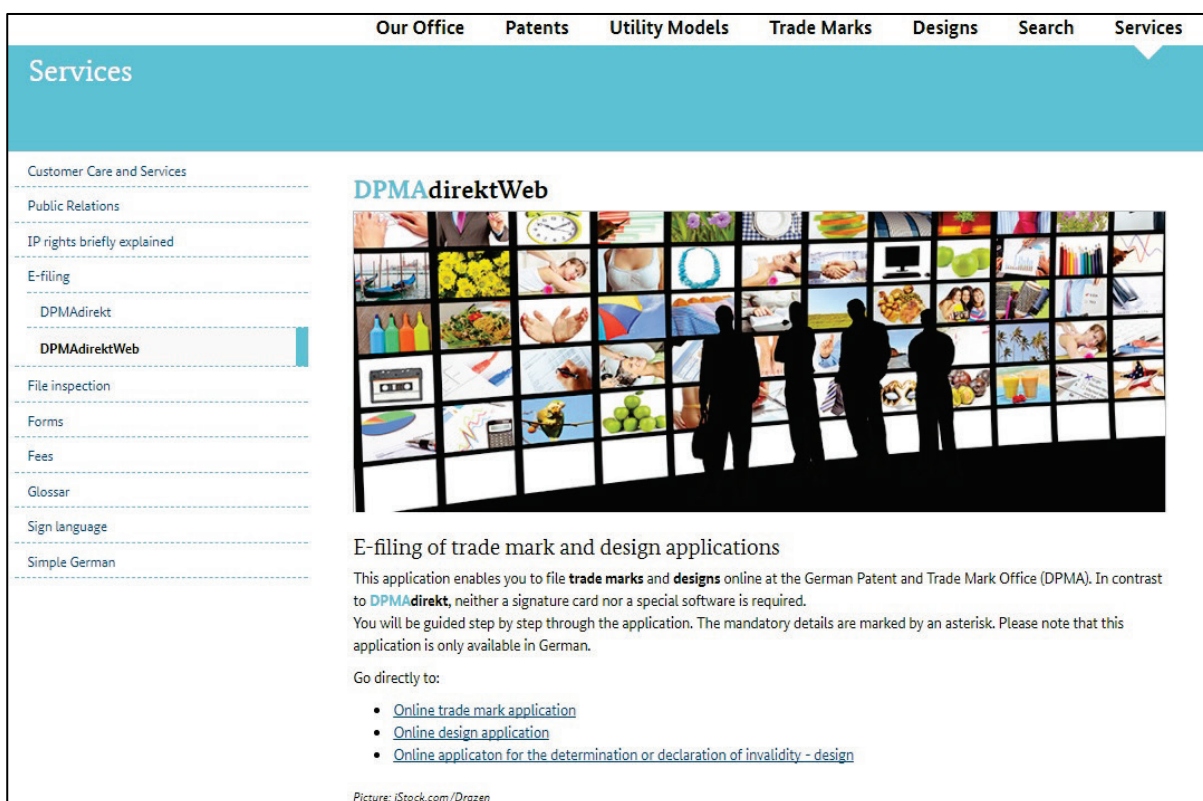 Our Office Patents Utility Models Trade Marks Designs Search Services
Services
Customer Care and Services
Public Relations
IP rights briefly explained
E-filing
DPMAdirekt
DPMAdirektWeb
File inspection
Forms
Fees
Glossar
Sign language
Simple German
DPMAdirektWeb
E-filing of trade mark and design applications
This application enables you to file trade marks and designs online at the German Patent and Trade Mark Office (DPMA). In contrast
to DPMAdirekt, neither a signature card nor a special software is required.
You will be guided step by step through the application. The mandatory details are marked by an asterisk. Please note that this
application is only available in German.
Go directly to:
• Online trade mark application
• Online design application
• Online applicaton for the determination or declaration of invalidity - design
Picture: iStock.com/Drazen